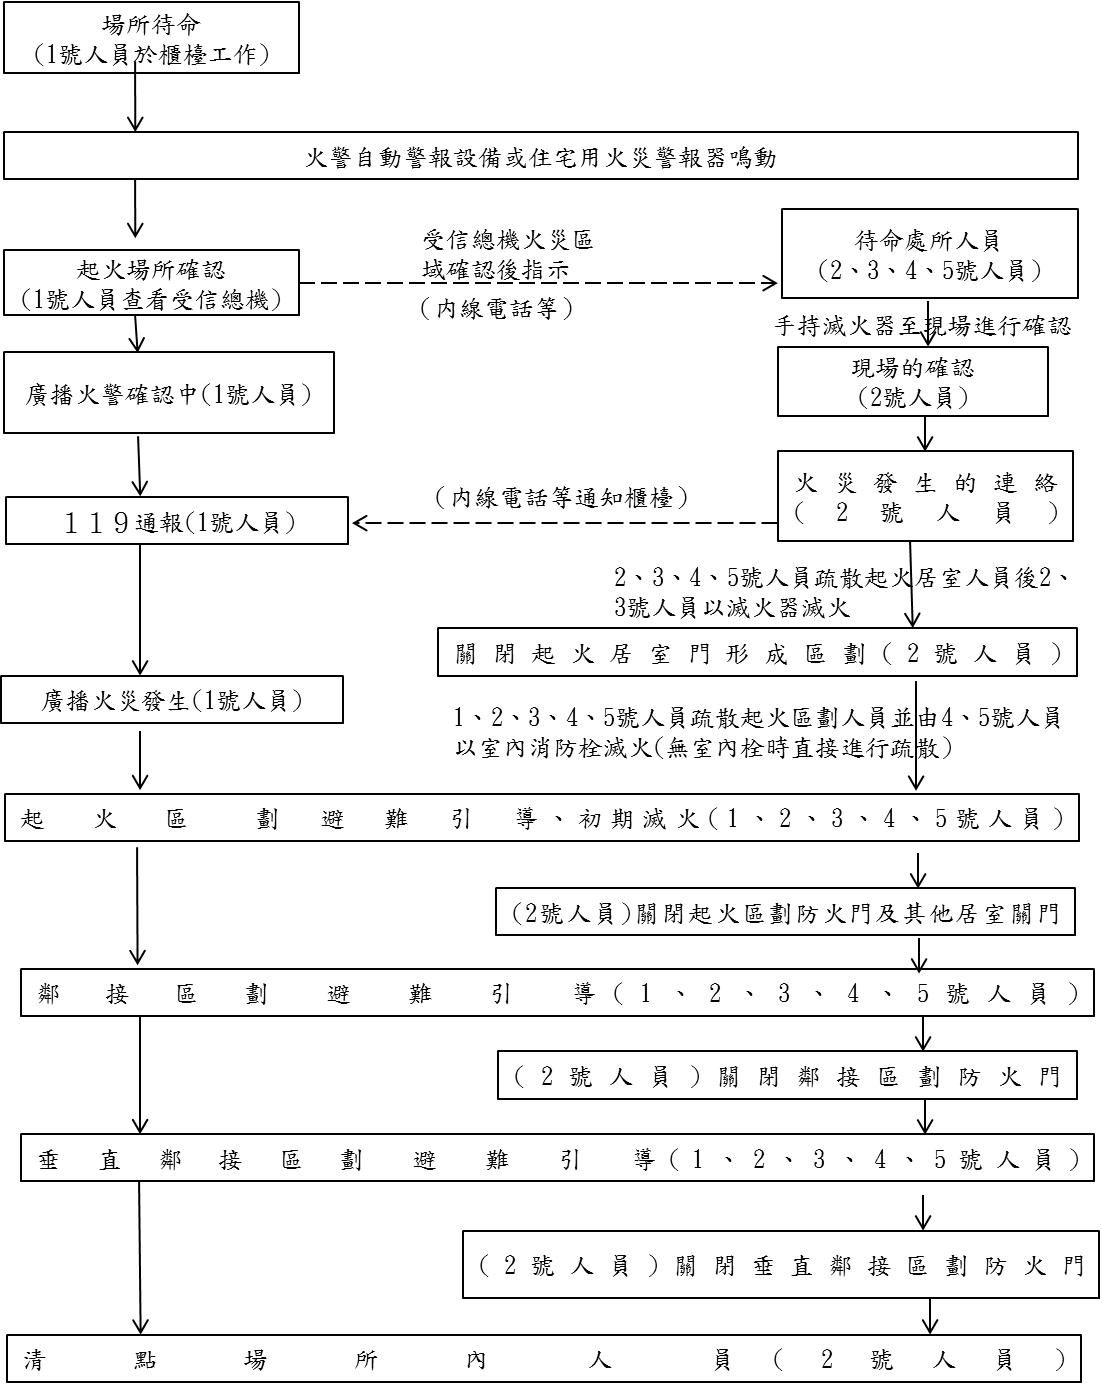 場所待命
(1號人員於櫃檯工作)
火警自動警報設備或住宅用火災警報器鳴動
起火場所確認
(1號人員查看受信總機)
受信總機火災區
域確認後指示
(內線電話等)
待命處所人員
(2、3、4、5號人員)
手持滅火器至現場進行確認
廣播火警確認中(1號人員)
現場的確認
(2號人員)
火災發生的連絡
(2號人員)
(內線電話等通知櫃檯)
１１９通報(1號人員)
2、3、4、5號人員疏散起火居室人員後2、
3號人員以滅火器滅火
關閉起火居室門形成區劃(2號人員)
廣播火災發生(1號人員)
1、2、3、4、5號人員疏散起火區劃人員並由4、5號人員
以室內消防栓滅火(無室內栓時直接進行疏散)
起火區劃避難引導、初期滅火(1、2、3、4、5號人員)
(2號人員)關閉起火區劃防火門及其他居室關門
鄰接區劃避難引導(1、2、3、4、5號人員)
(2號人員)關閉鄰接區劃防火門
垂直鄰接區劃避難引導(1、2、3、4、5號人員)
(2號人員)關閉垂直鄰接區劃防火門
清點場所內人員(2號人員)